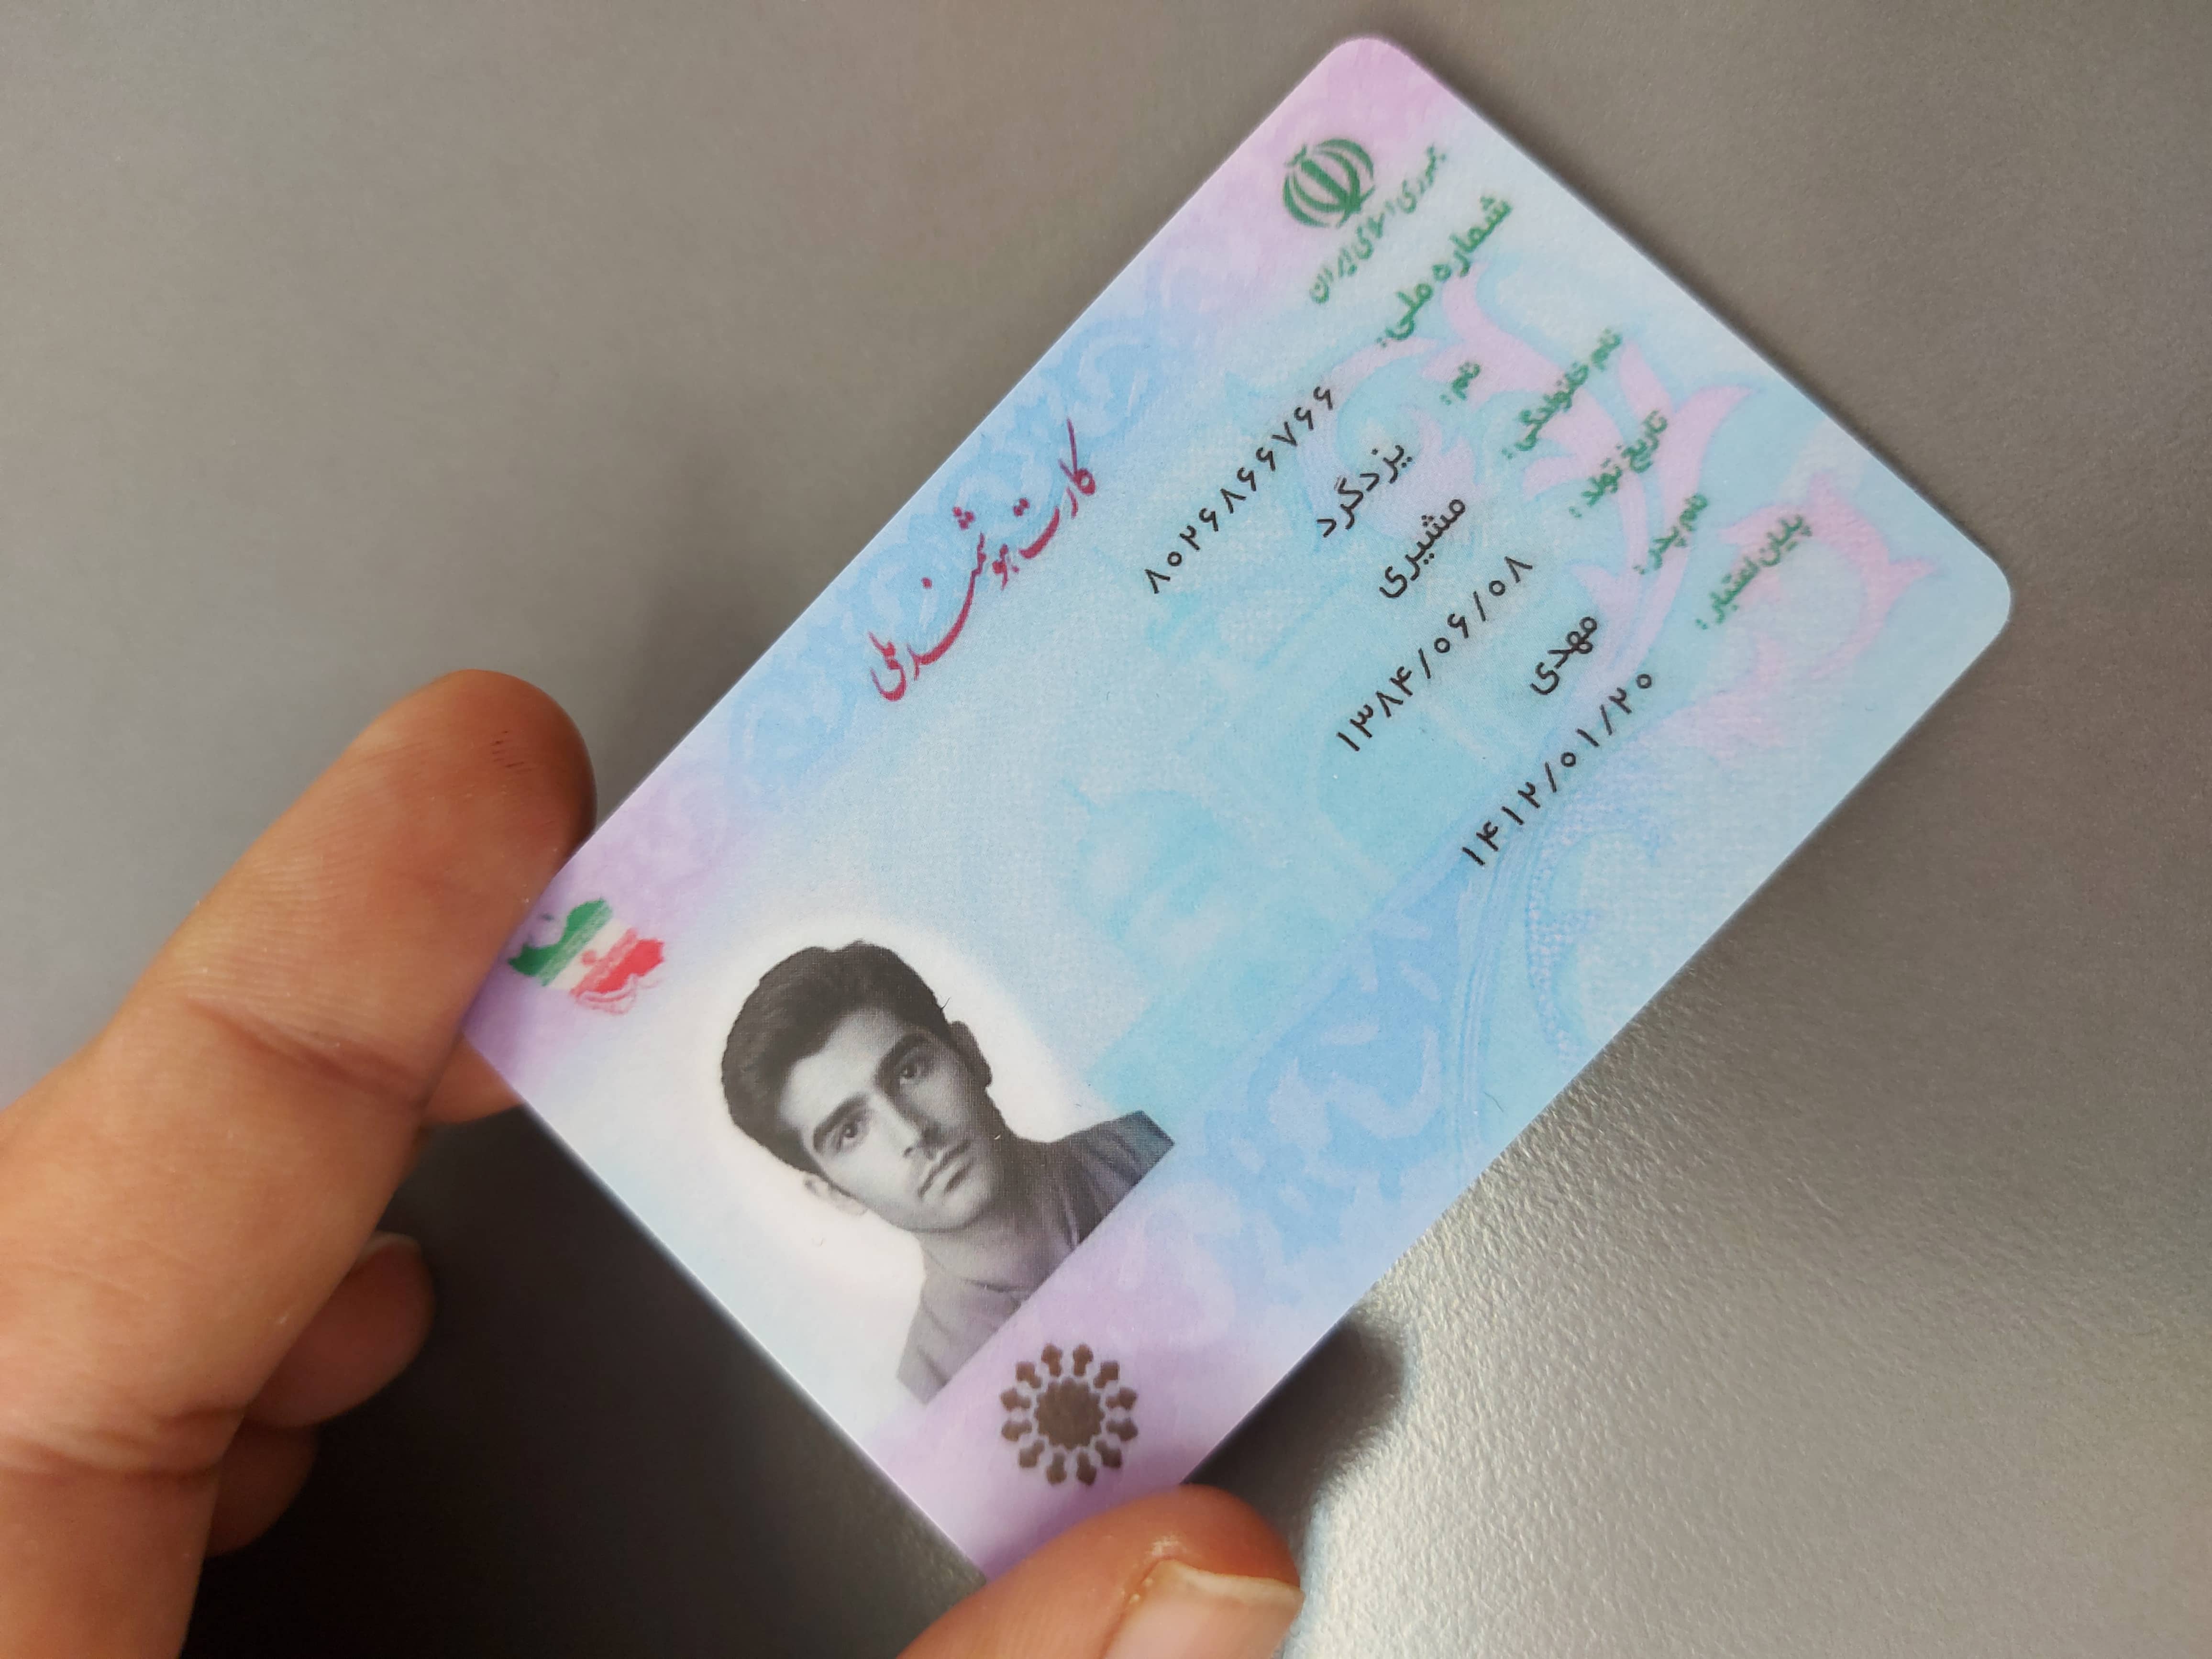 جمهوری اسلامی ایران
کارت هوشمند ملی
شماره ملی: ۸۰۲۶۸۶۶۷۶۶
نام: یزدگرد
نام خانوادگی: مشیری
تاریخ تولد: ۱۳۸۴/۰۶/۰۸
نام پدر: مهدی
پایان اعتبار: ۱۴۱۲/۰۱/۲۰